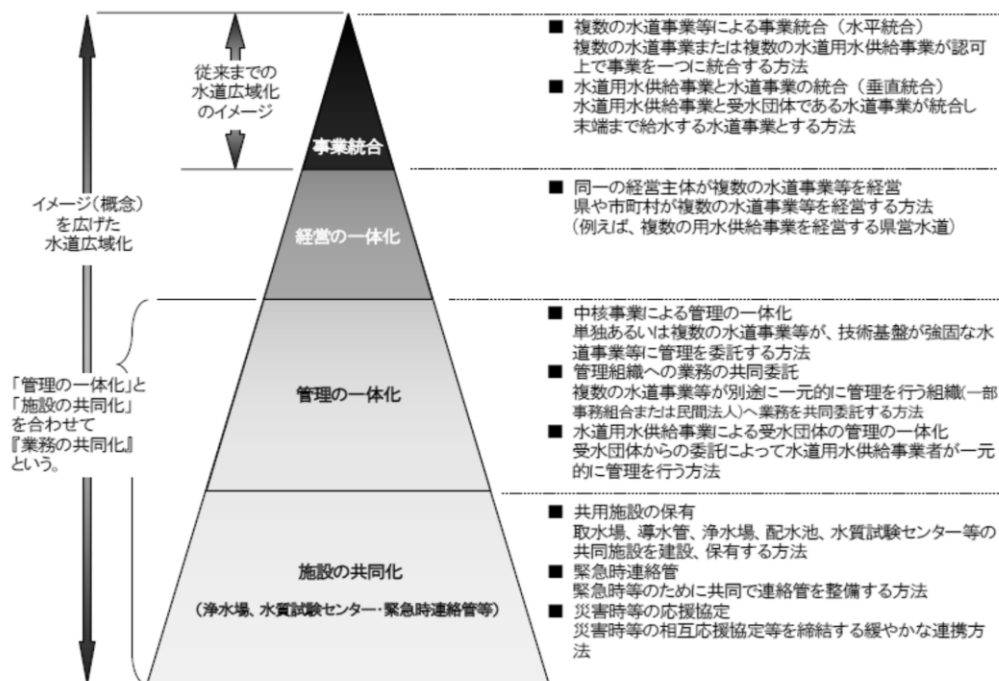 従来までの
水道広域化
のイメージ
イメージ(概念)
を広げた
水道広域化
「管理の一体化」と
「施設の共同化」
を合わせて
『業務の共同化』
という。
事業統合
経営の一体化
管理の一体化
施設の共同化
(浄水場、水質試験センター・緊急時連絡管等)
■ 複数の水道事業等による事業統合（水平統合）
複数の水道事業または複数の水道用水供給事業が認可
上で事業を一つに統合する方法
■ 水道用水供給事業と水道事業の統合（垂直統合）
水道用水供給事業と受水団体である水道事業が統合し
末端まで給水する水道事業とする方法
■ 同一の経営主体が複数の水道事業等を経営
県や市町村が複数の水道事業等を経営する方法
(例えば、複数の用水供給事業を経営する県営水道)
■ 中核事業による管理の一体化
単独あるいは複数の水道事業等が、技術基盤が強固な水
道事業等に管理を委託する方法
■ 管理組織への業務の共同委託
複数の水道事業等が別途に一元的に管理を行う組織(一部
事務組合または民間法人)へ業務を共同委託する方法
■ 水道用水供給事業による受水団体の管理の一体化
受水団体からの委託によって水道用水供給事業者が一元
的に管理を行う方法
■ 共用施設の保有
取水場、導水管、浄水場、配水池、水質試験センター等の
共同施設を建設、保有する方法
■ 緊急時連絡管
緊急時等のために共同で連絡管を整備する方法
■ 災害時等の応援協定
災害時等の相互応援協定等を締結する緩やかな連携方
法